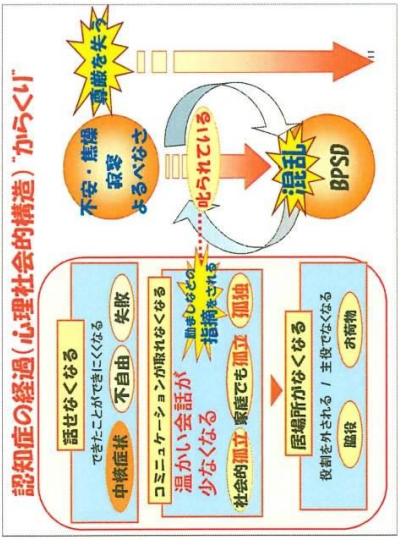 認知症の経過(心理社会的構造)"からくり"
話せなくなる
できたことができにくくなる
中核症状 不自由 失敗
コミュニケーションが取れなくなる
温かい会話が
少なくなる
社会的孤立 家庭でも孤立 孤独
居場所がなくなる
役割を外される / 主役でなくなる
脇役 お荷物
励ましなどの
指摘をされる
不安・焦燥
寂寥
よるべなさ
叱られている
混乱
BPSD
尊厳を失う
11